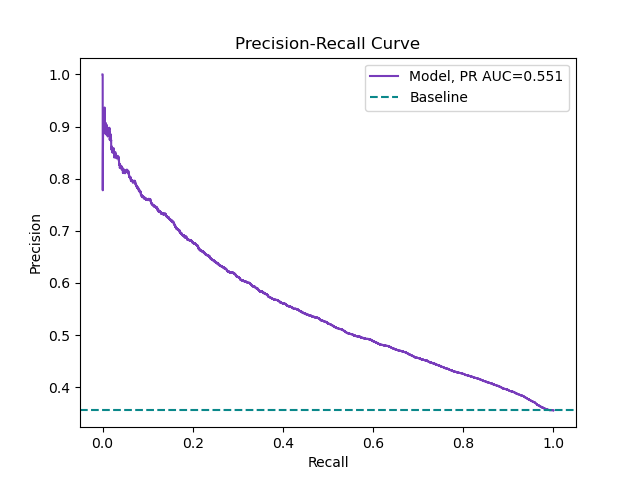 Precision-Recall Curve
Model, PR AUC=0.551
Baseline
1.0
0.9
0.8
0.7
0.6
0.5
0.4
Precision
0.0 0.2 0.4 0.6 0.8 1.0
Recall